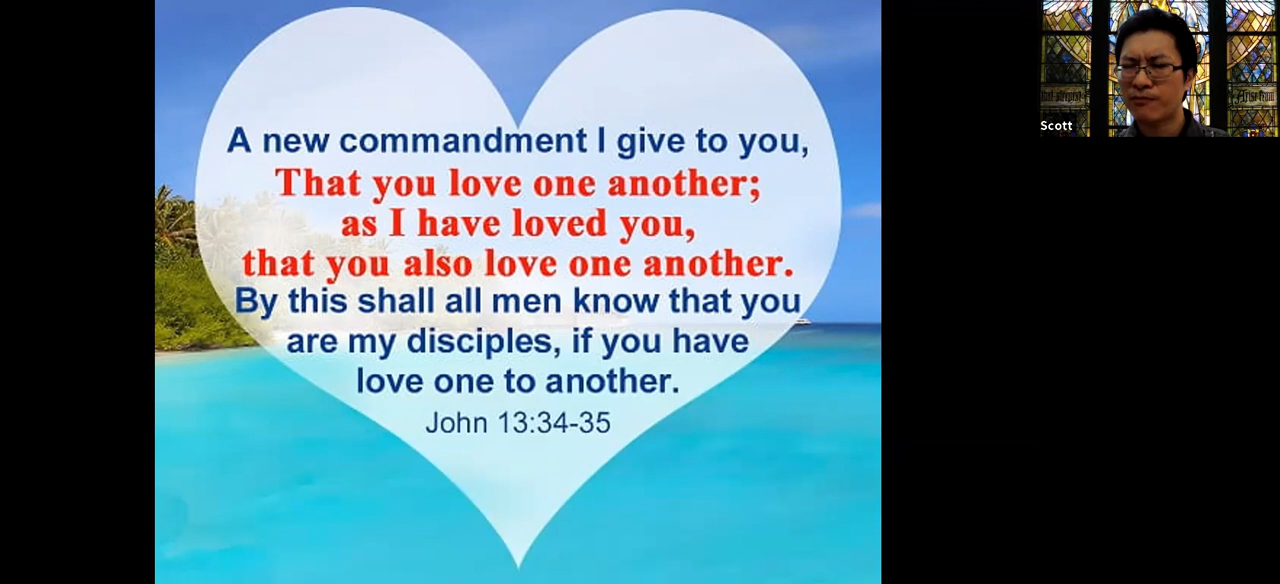 A new commandment I give to you,
That you love one another;
as I have loved you,
that you also love one another.
By this shall all men know that you
are my disciples, if you have
love one to another.
John 13:34-35
Scott